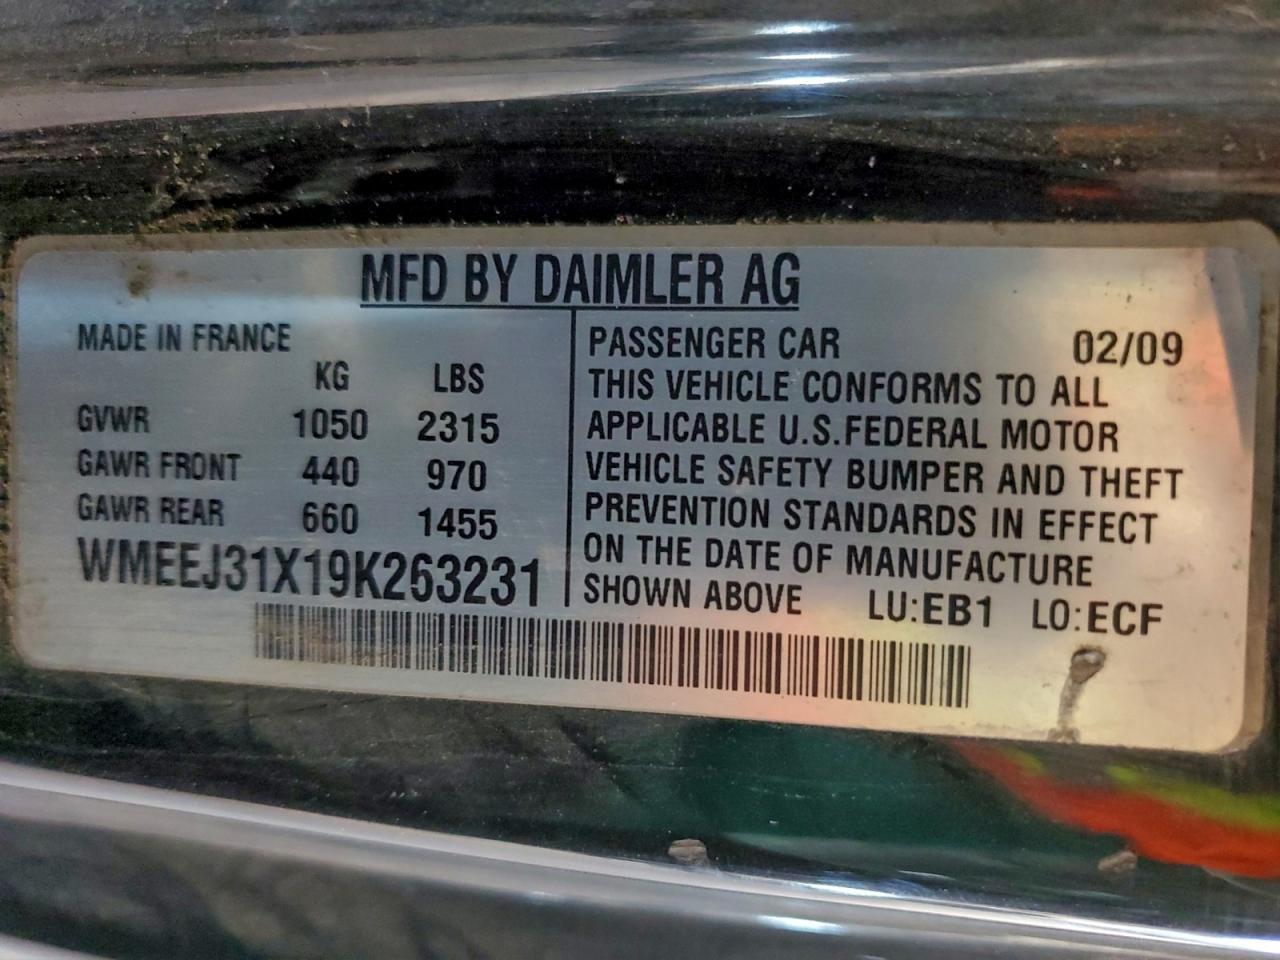 MFD BY DAIMLER AG
MADE IN FRANCE
KG LBS
GVWR 1050 2315
GAWR FRONT 440 970
GAWR REAR 660 1455
WMEEJ31X19K263231
PASSENGER CAR 02/09
THIS VEHICLE CONFORMS TO ALL
APPLICABLE U.S.FEDERAL MOTOR
VEHICLE SAFETY BUMPER AND THEFT
PREVENTION STANDARDS IN EFFECT
ON THE DATE OF MANUFACTURE
SHOWN ABOVE LU:EB1 LO:ECF